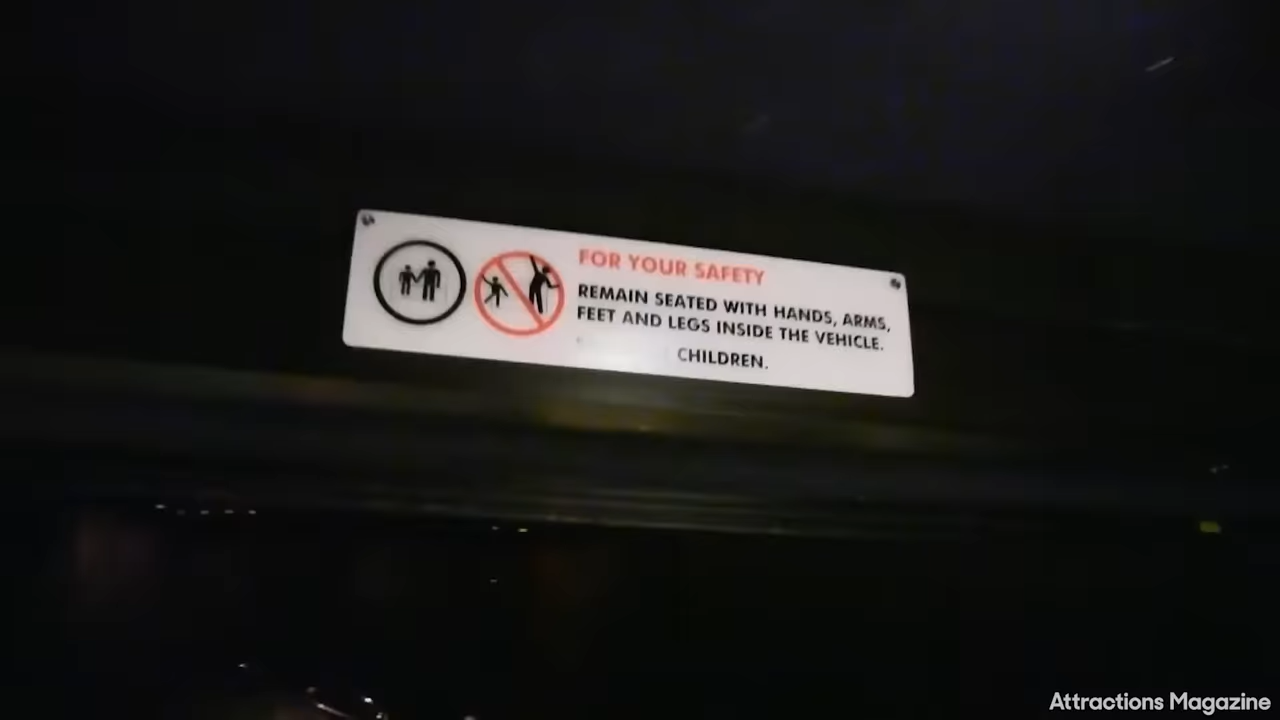 FOR YOUR SAFETY
REMAIN SEATED WITH HANDS, ARMS,
FEET AND LEGS INSIDE THE VEHICLE.
CHILDREN.
Attractions Magazine